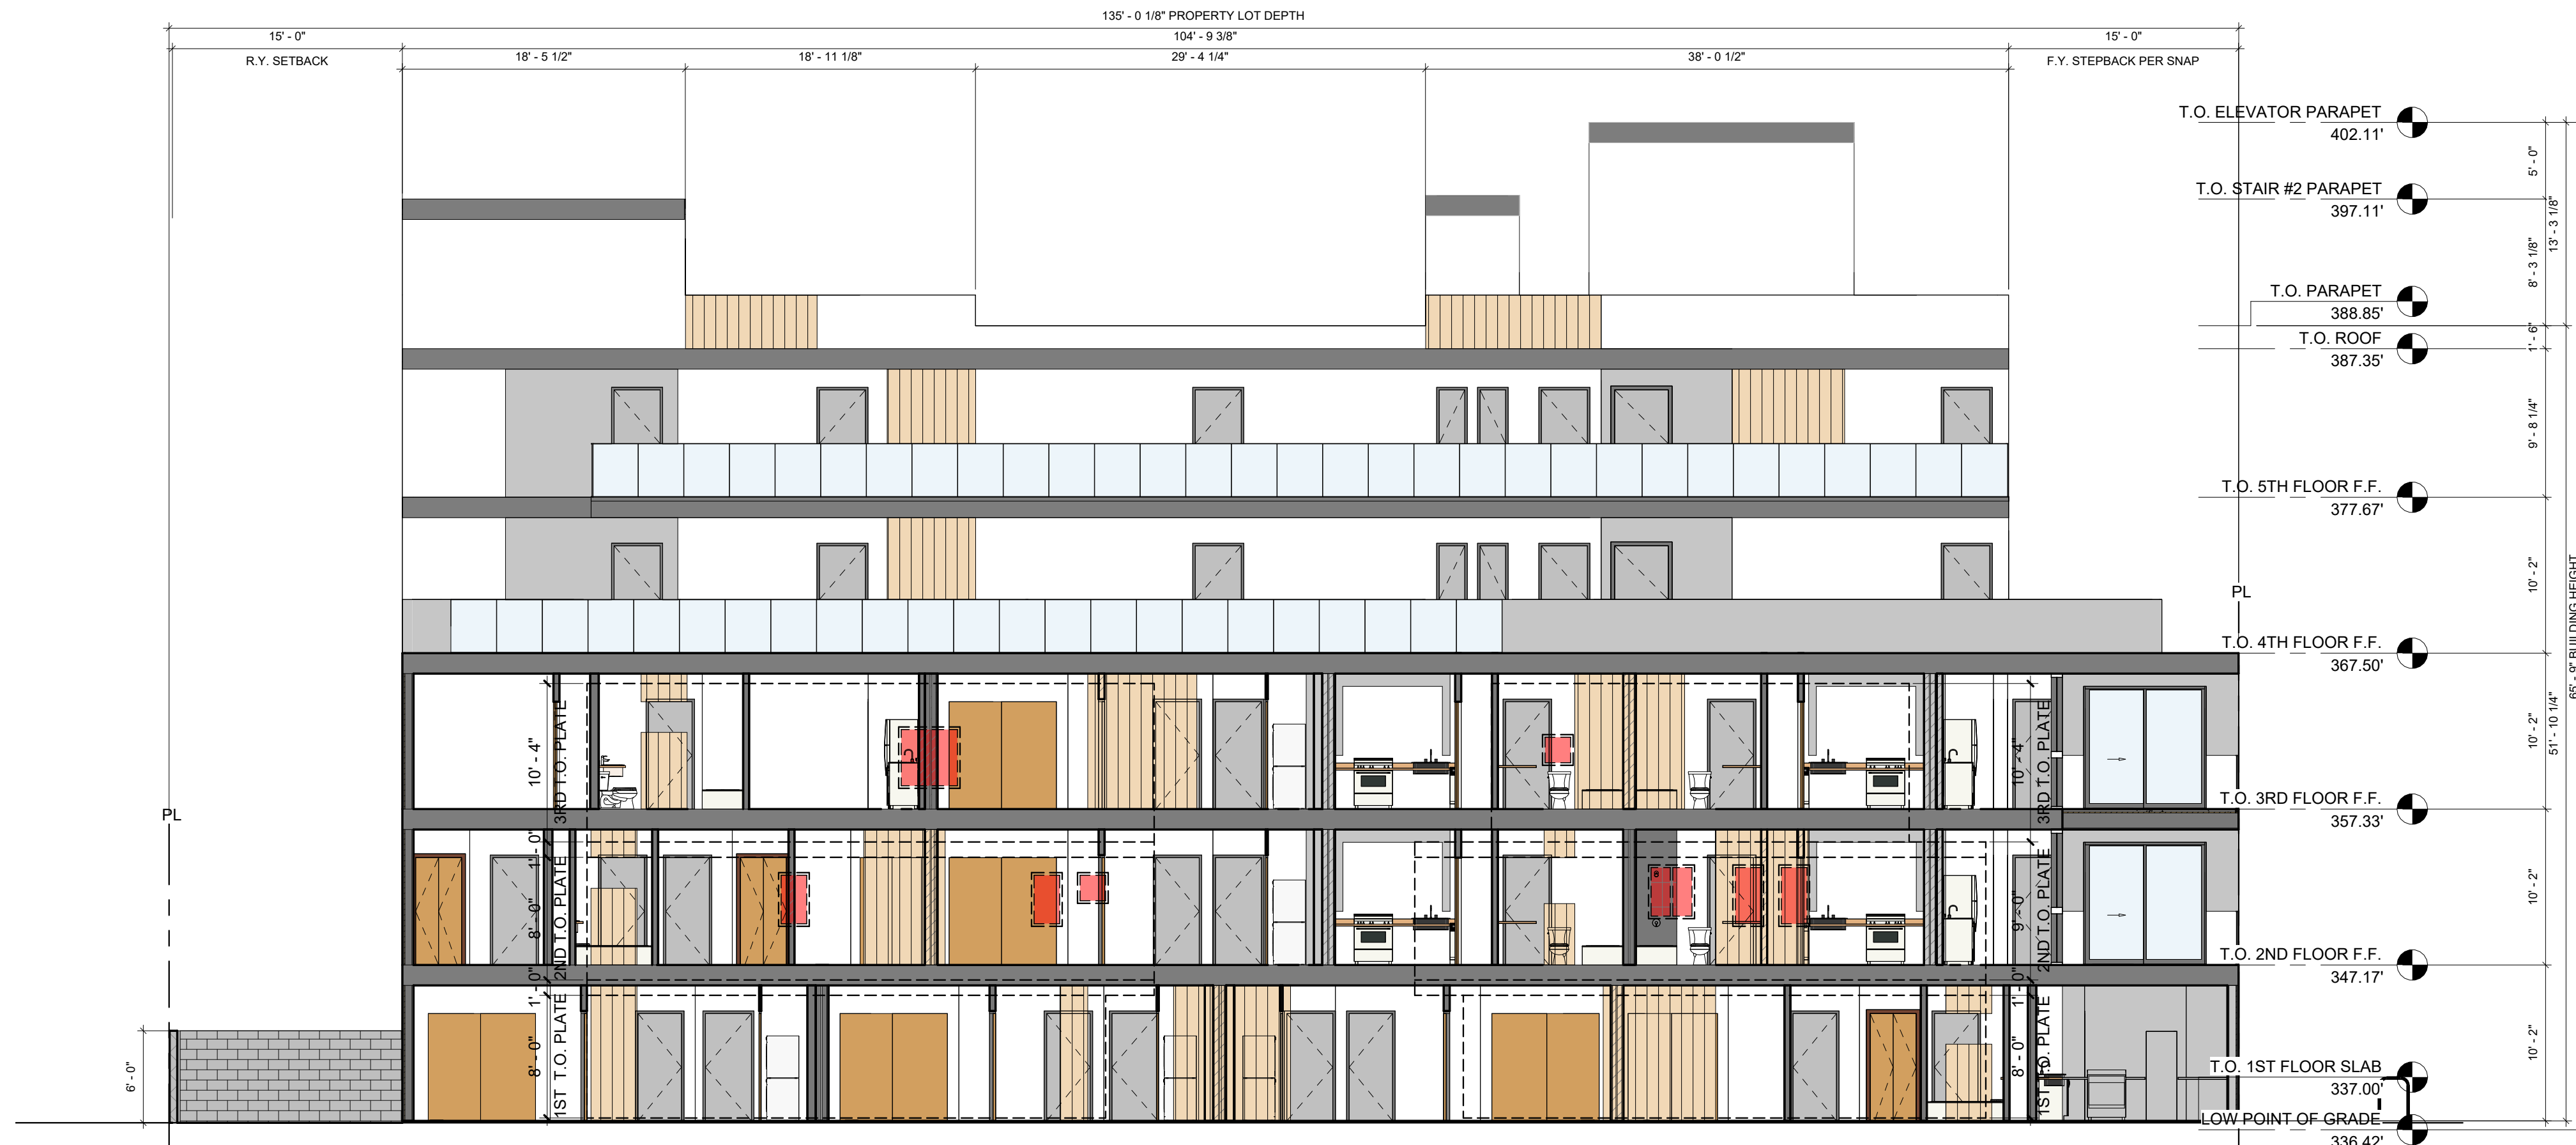 135' - 0 1/8" PROPERTY LOT DEPTH
15' - 0"
104' - 9 3/8"
15' - 0"
R.Y. SETBACK
18' - 5 1/2"
18' - 11 1/8"
29' - 4 1/4"
38' - 0 1/2"
F.Y. STEPBACK PER SNAP
T.O. ELEVATOR PARAPET
402.11'
5' - 0"
T.O. STAIR #2 PARAPET
397.11'
13' - 3 1/8"
8' - 3 1/8"
T.O. PARAPET
388.85'
1' - 6"
T.O. ROOF
387.35'
9' - 8 1/4"
T.O. 5TH FLOOR F.F.
377.67'
10' - 2"
65' - 9" BUILDING HEIGHT
PL
T.O. 4TH FLOOR F.F.
367.50'
10' - 2"
51' - 10 1/4"
10' - 4"
3RD T.O. PLATE
10' - 4"
3RD T.O. PLATE
T.O. 3RD FLOOR F.F.
357.33'
PL
1' - 0"
8' - 0"
2ND T.O. PLATE
9' - 0"
2ND T.O. PLATE
10' - 2"
T.O. 2ND FLOOR F.F.
347.17'
1' - 0"
1' - 0"
8' - 0"
1ST T.O. PLATE
8' - 0"
1ST T.O. PLATE
10' - 2"
6' - 0"
T.O. 1ST FLOOR SLAB
337.00'
LOW POINT OF GRADE
336.42'